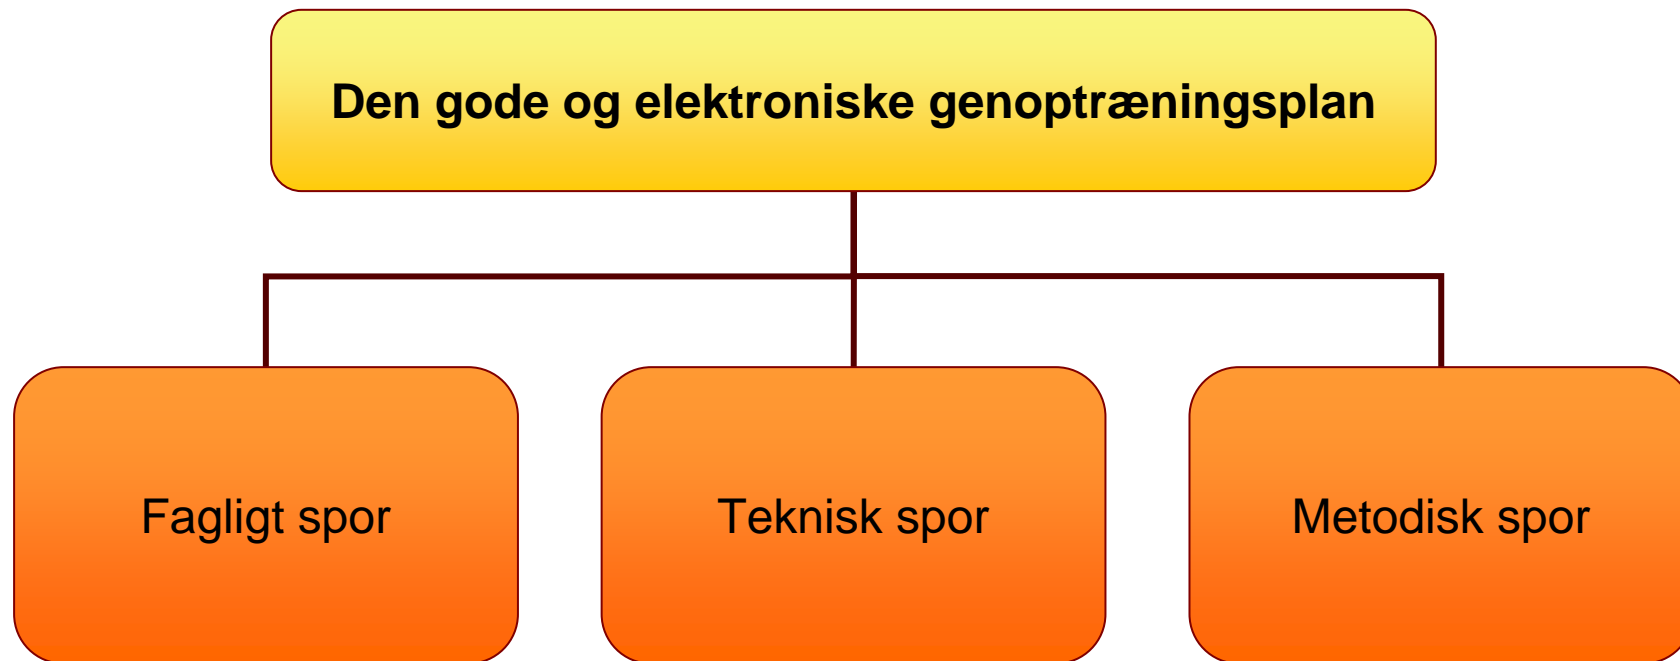 Den gode og elektroniske genoptræningsplan
Fagligt spor
Teknisk spor
Metodisk spor